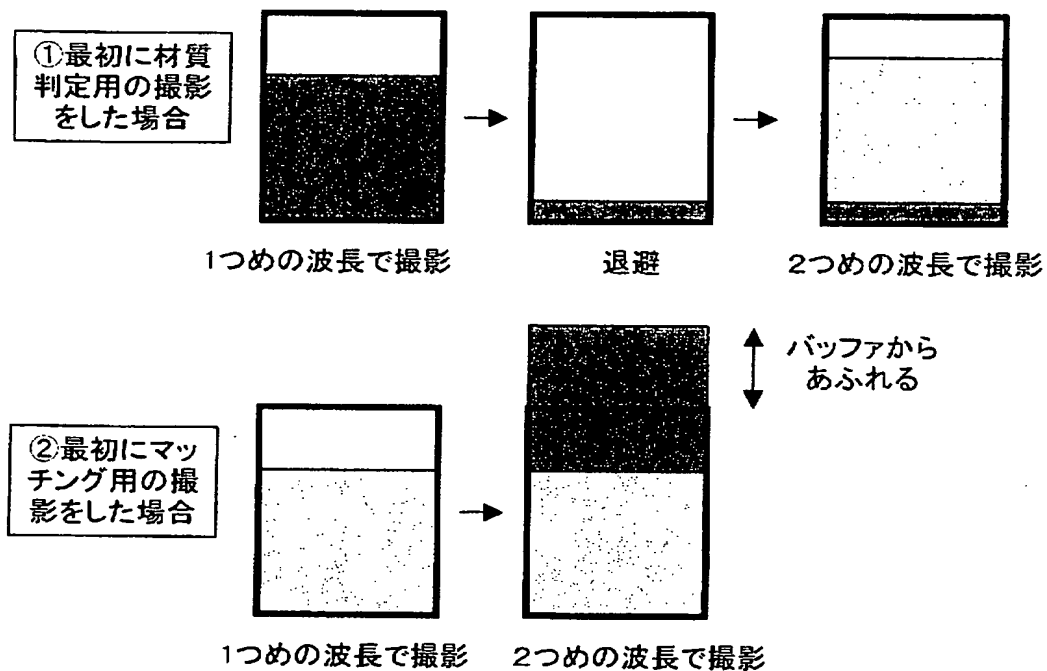 ①最初に材質
判定用の撮影
をした場合
1つめの波長で撮影
退避
2つめの波長で撮影
バッファから
あふれる
②最初にマッ
チング用の撮
影をした場合
1つめの波長で撮影
2つめの波長で撮影